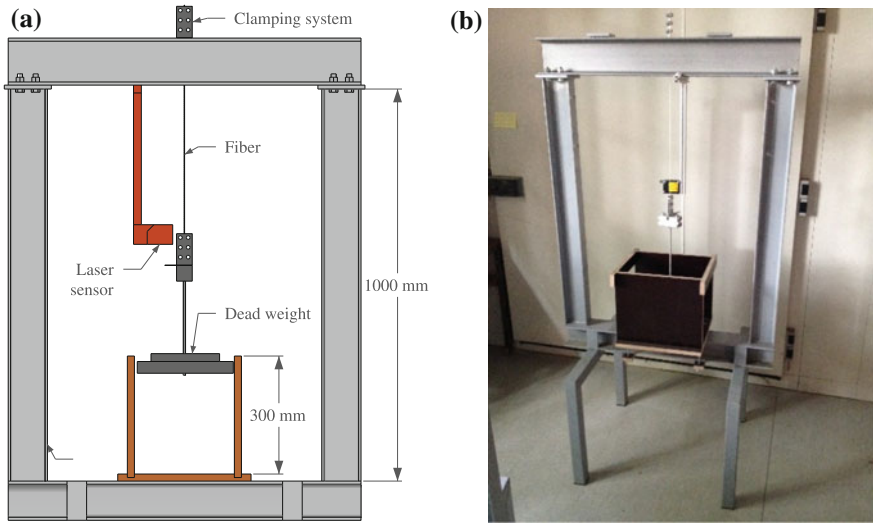 (a)
Clamping system
Fiber
Laser
sensor
1000 mm
Dead weight
300 mm
(b)